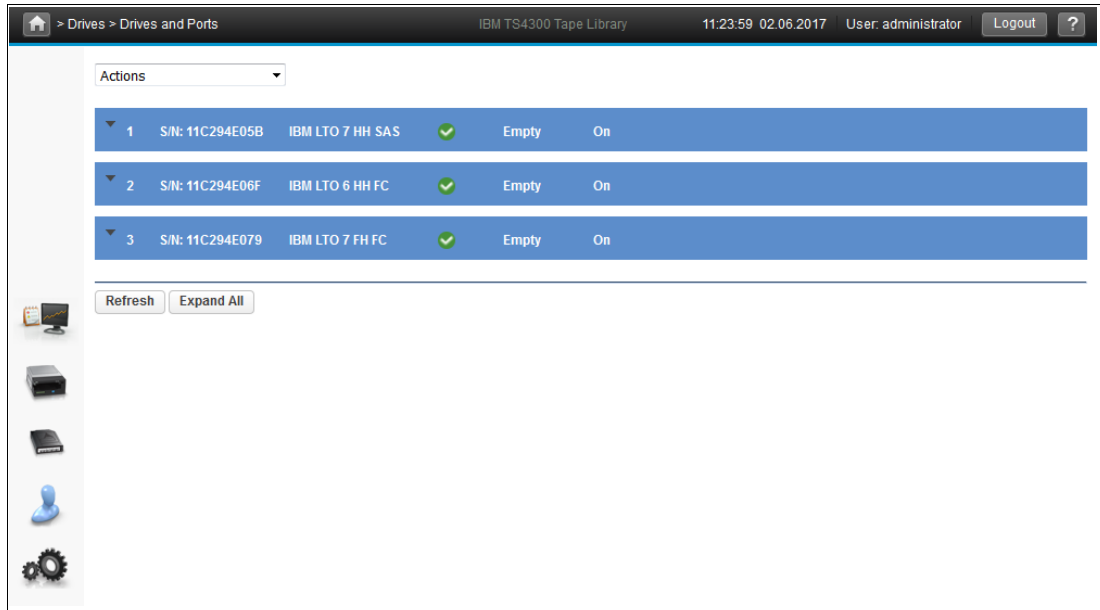 > Drives > Drives and Ports IBM TS4300 Tape Library 11:23:59 02.06.2017 User: administrator Logout ?
Actions
1 S/N: 11C294E05B IBM LTO 7 HH SAS Empty On
2 S/N: 11C294E06F IBM LTO 6 HH FC Empty On
3 S/N: 11C294E079 IBM LTO 7 FH FC Empty On
Refresh Expand All